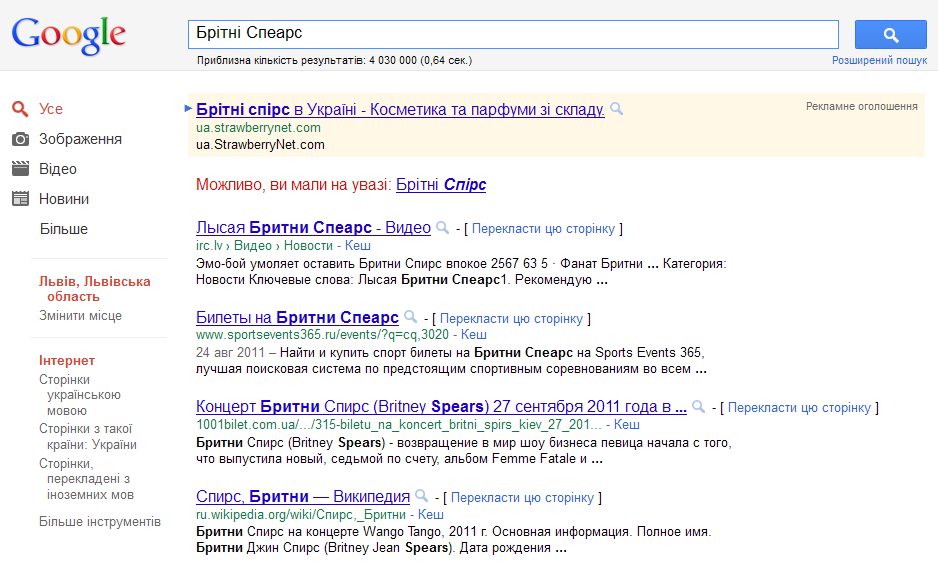 Google
Брітні Спеарс
Приблизна кількість результатів: 4 030 000 (0,64 сек.)
Розширений пошук
Усе
Зображення
Відео
Новини
Більше
Львів, Львівська
область
Змінити місце
Інтернет
Сторінки
українською
мовою
Сторінки з такої
країни: України
Сторінки,
перекладені з
іноземних мов
Більше інструментів
Брітні спірс в Україні - Косметика та парфуми зі складу.
Рекламне оголошення
ua.strawberrynet.com
ua.StrawberryNet.com
Можливо, ви мали на увазі: Брітні Спірс
Лысая Бритни Спеарс - Видео - [ Перекласти цю сторінку ]
irc.lv › Видео › Новости - Кеш
Эмо-бой умоляет оставить Бритни Спирс впокое 2567 63 5 · Фанат Бритни ... Категория:
Новости Ключевые слова: Лысая Бритни Спеарс1. Рекомендую ...
Билеты на Бритни Спеарс - [ Перекласти цю сторінку ]
www.sportsevents365.ru/events/?q=cq,3020 - Кеш
24 авг 2011 – Найти и купить спорт билеты на Бритни Спеарс на Sports Events 365,
лучшая поисковая система по предстоящим спортивным соревнованиям во всем ...
Концерт Бритни Спирс (Britney Spears) 27 сентября 2011 года в ... - [ Перекласти цю сторінку ]
1001bilet.com.ua/.../315-biletu_na_koncert_britni_spirs_kiev_27_201... - Кеш
Бритни Спирс (Britney Spears) - возвращение в мир шоу бизнеса певица начала с того,
что выпустила новый, седьмой по счету, альбом Femme Fatale и ...
Спирс, Бритни — Википедия - [ Перекласти цю сторінку ]
ru.wikipedia.org/wiki/Спирс,_Бритни - Кеш
Бритни Спирс на концерте Wango Tango, 2011 г. Основная информация. Полное имя.
Бритни Джин Спирс (Britney Jean Spears). Дата рождения ...